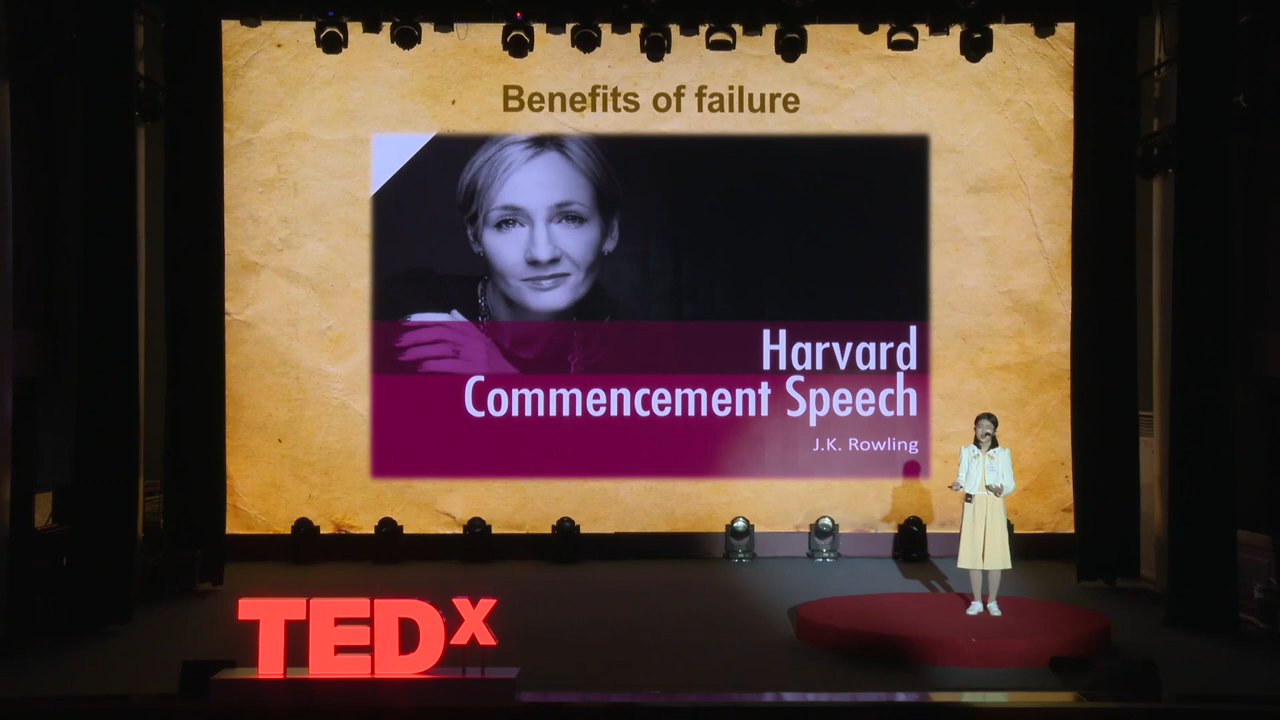 Benefits of failure
Harvard
Commencement Speech
J.K. Rowling
TEDx